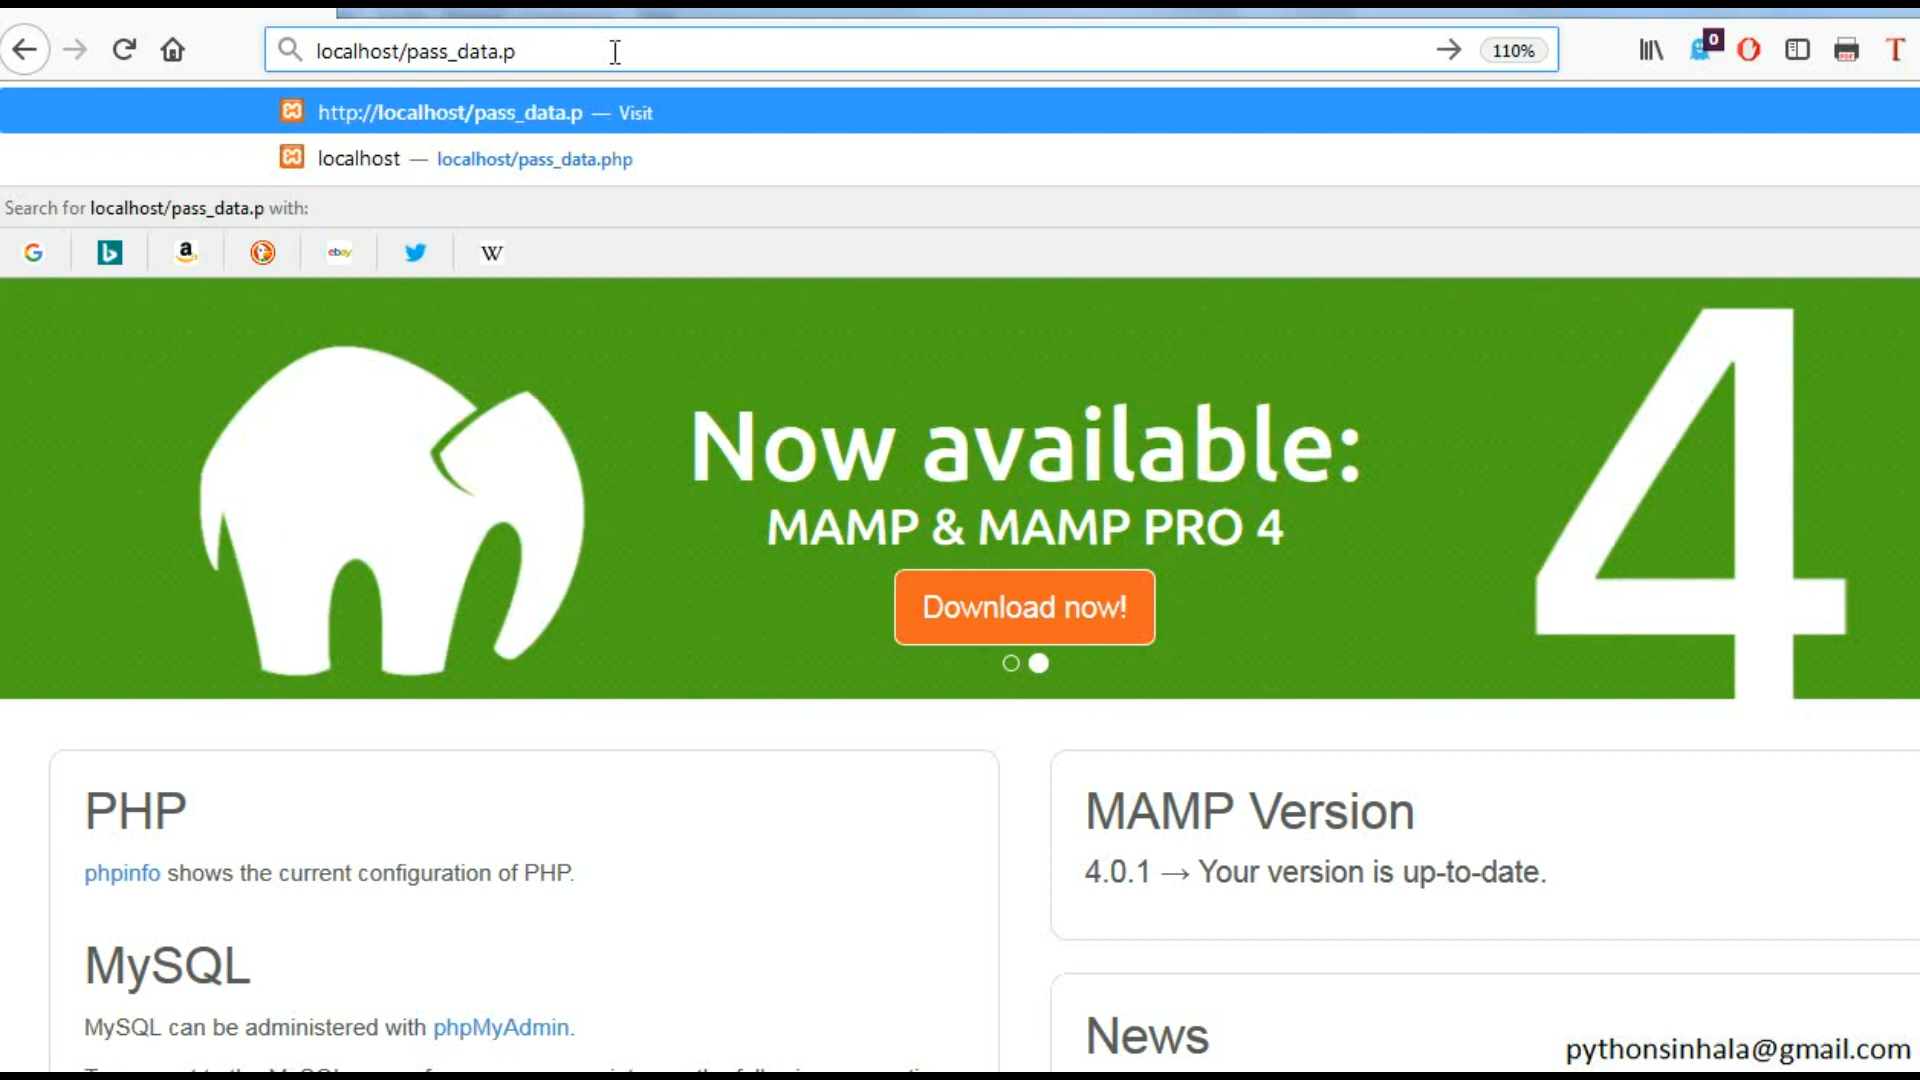 localhost/pass_data.p
110%
0
T
http://localhost/pass_data.p — Visit
localhost — localhost/pass_data.php
Search for localhost/pass_data.p with:
G
b
a
ebay
W
Now available:
MAMP & MAMP PRO 4
Download now!
4
PHP
phpinfo shows the current configuration of PHP.
MySQL
MySQL can be administered with phpMyAdmin.
MAMP Version
4.0.1 → Your version is up-to-date.
News
pythonsinhala@gmail.com